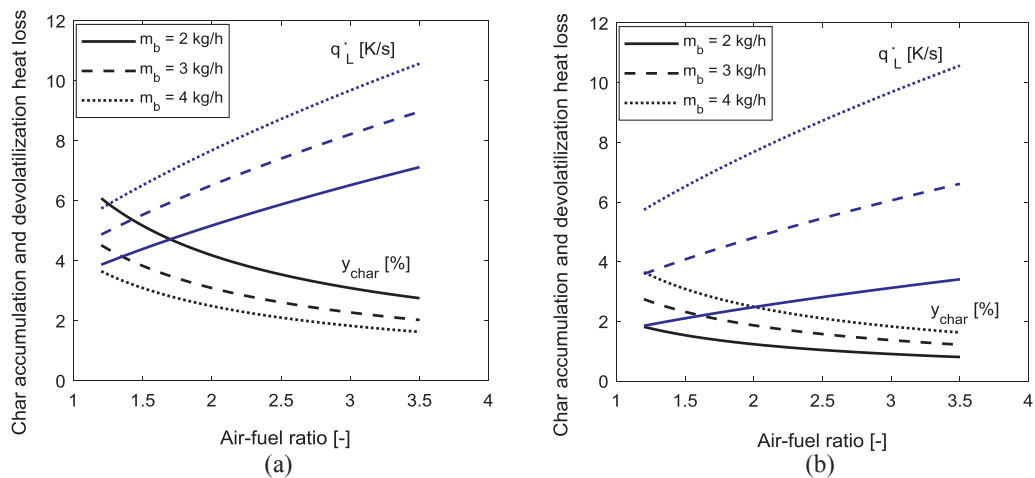 Char accumulation and devolatilization heat loss
12
10
8
6
4
2
0
m_b = 2 kg/h
m_b = 3 kg/h
m_b = 4 kg/h
q̇_L [K/s]
y_char [%]
1 1.5 2 2.5 3 3.5 4
Air-fuel ratio [-]
(a)
Char accumulation and devolatilization heat loss
12
10
8
6
4
2
0
m_b = 2 kg/h
m_b = 3 kg/h
m_b = 4 kg/h
q̇_L [K/s]
y_char [%]
1 1.5 2 2.5 3 3.5 4
Air-fuel ratio [-]
(b)